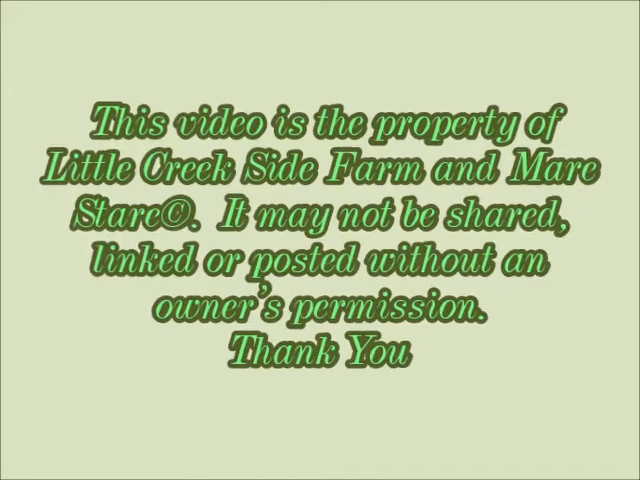 This video is the property of
Little Creek Side Farm and Mare
Stare©. It may not be shared,
linked or posted without an
owner's permission.
Thank You